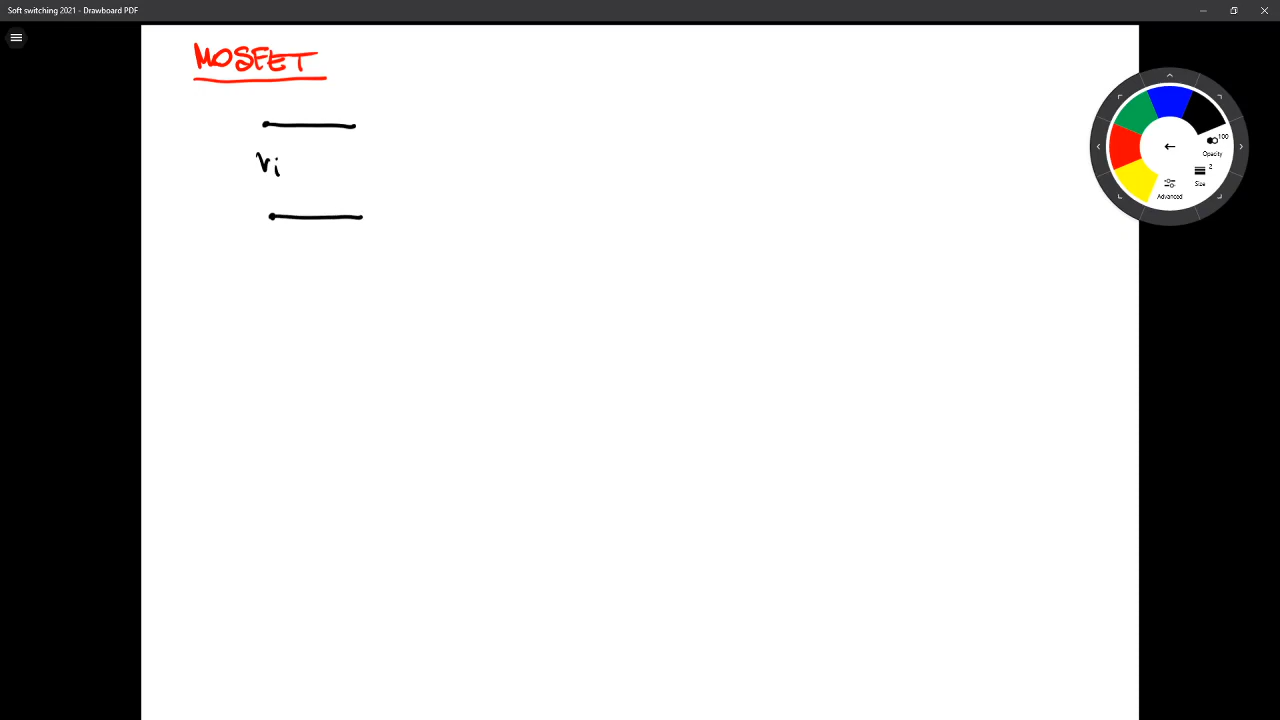 Soft switching 2021 - Drawboard PDF
MOSFET
Vi
100
Opacity
2
Size
Advanced